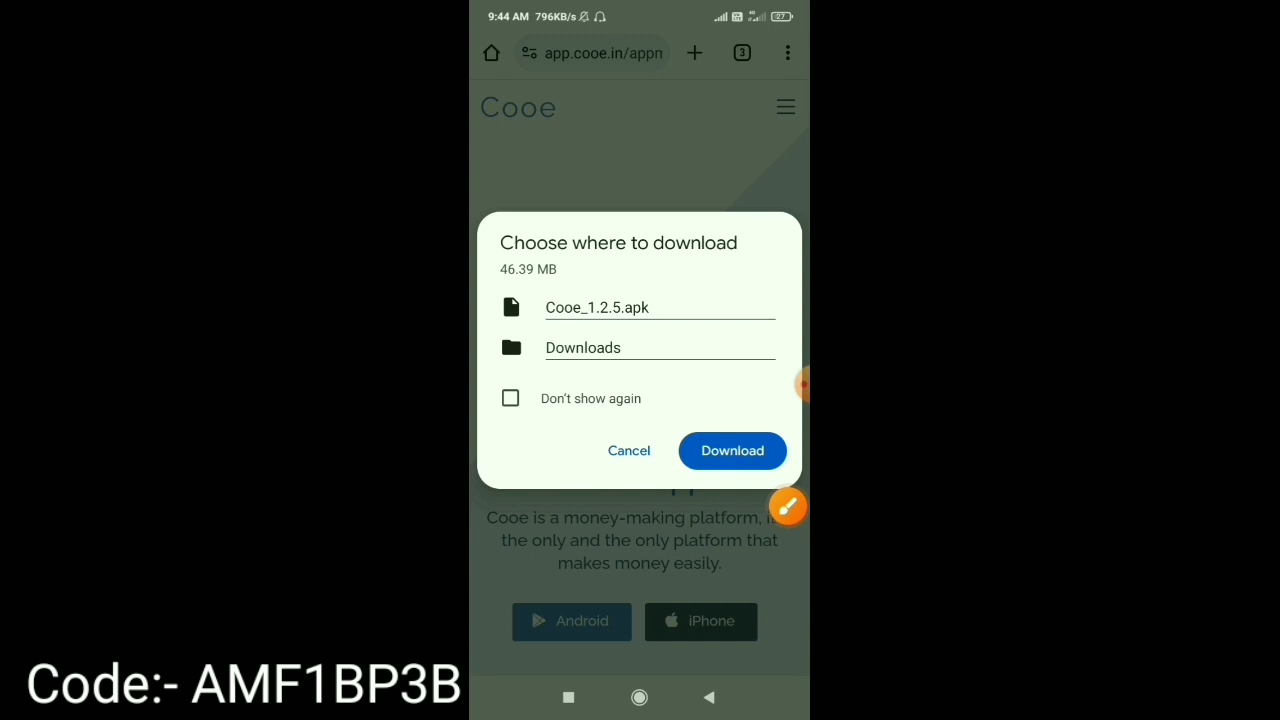 9:44 AM 796KB/s 27
app.cooe.in/appm 3
Cooe
Choose where to download
46.39 MB
Cooe_1.2.5.apk
Downloads
Don't show again
Cancel Download
Cooe is a money-making platform,
the only and the only platform that
makes money easily.
Android iPhone
Code:- AMF1BP3B